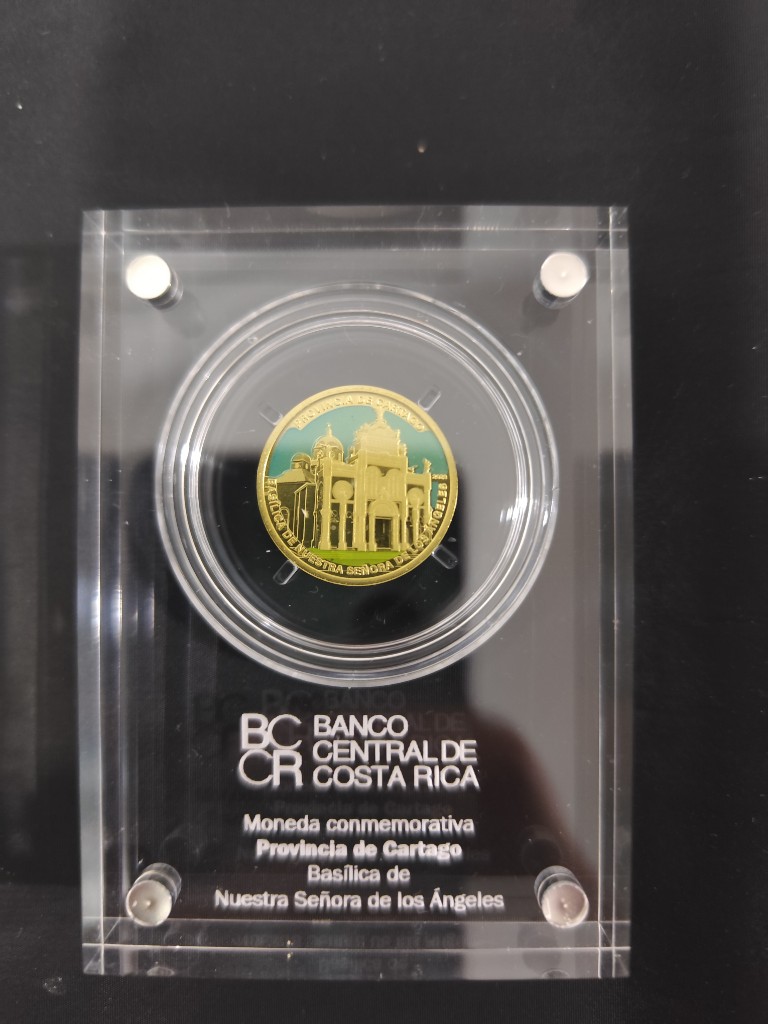 PROVINCIA DE CARTAGO
BASÍLICA DE NUESTRA SEÑORA DE LOS ÁNGELES
BC
CR
BANCO
CENTRAL DE
COSTA RICA
Moneda conmemorativa
Provincia de Cartago
Basílica de
Nuestra Señora de los Ángeles